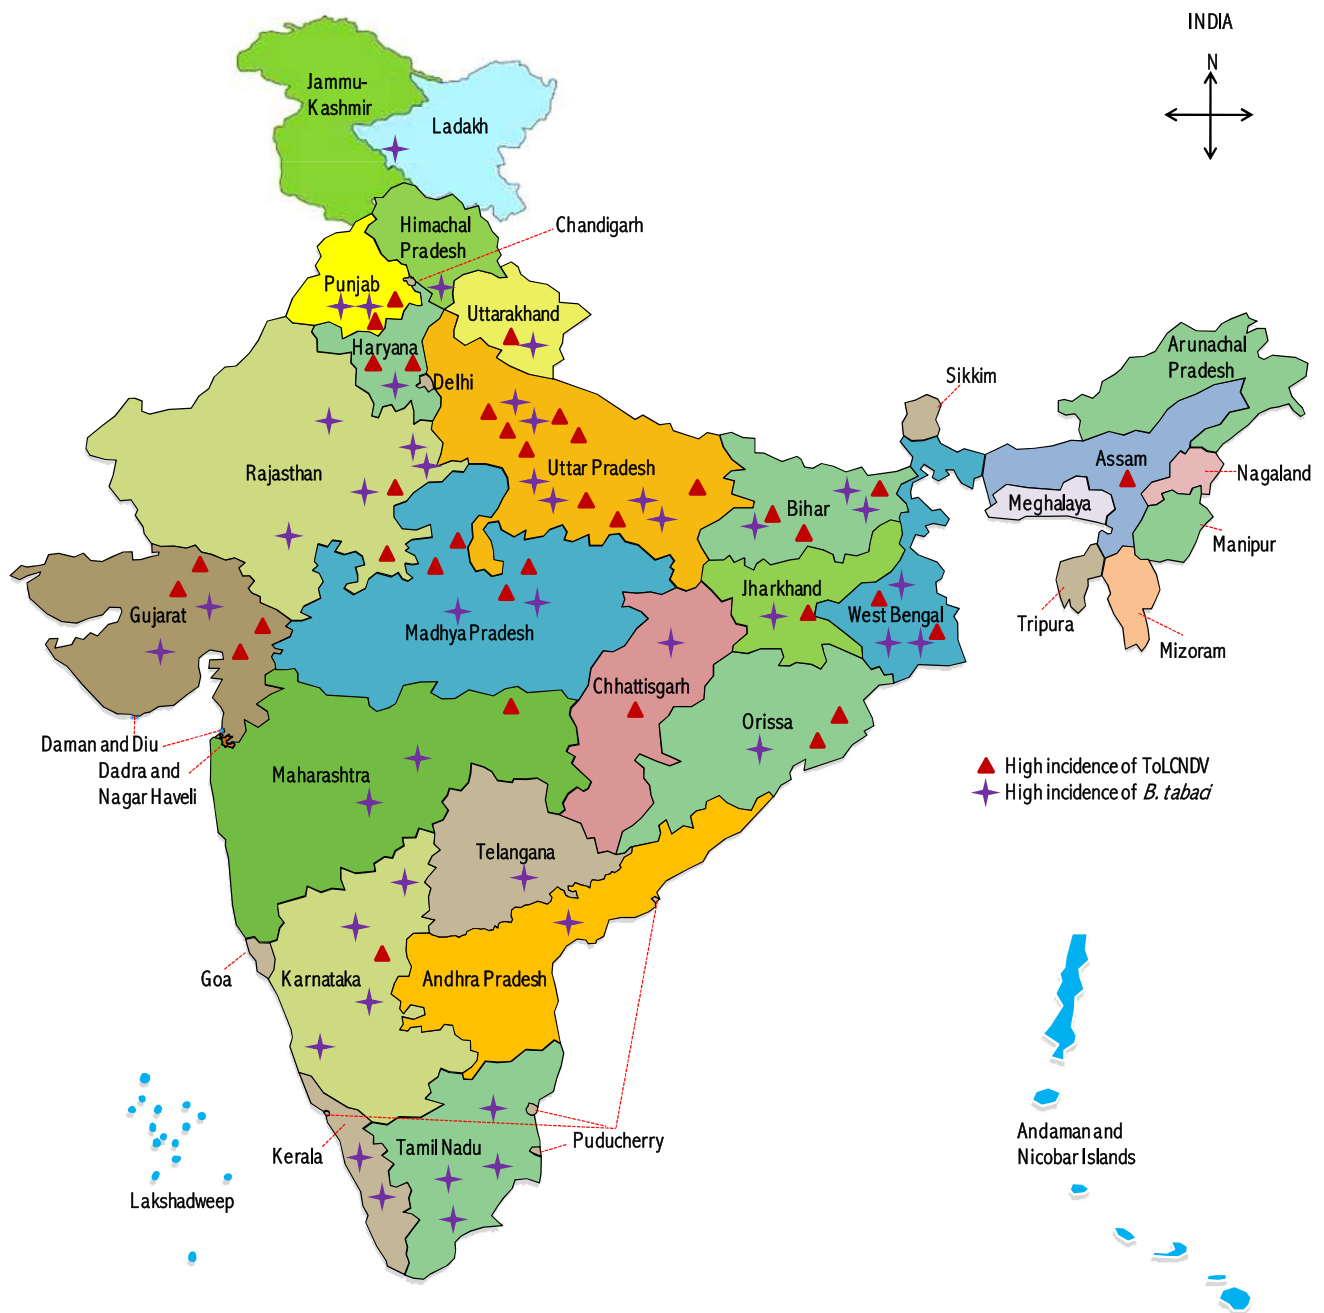 INDIA
N
Jammu-
Kashmir
Ladakh
Himachal
Pradesh
Chandigarh
Punjab
Uttarakhand
Haryana
Delhi
Arunachal
Pradesh
Sikkim
Rajasthan
Uttar Pradesh
Assam
Nagaland
Meghalaya
Bihar
Manipur
Jharkhand
Gujarat
West Bengal
Tripura
Madhya Pradesh
Mizoram
Chhattisgarh
Orissa
Daman and Diu
Dadra and
Nagar Haveli
Maharashtra
High incidence of ToLCNDV
High incidence of B. tabaci
Telangana
Goa
Karnataka
Andhra Pradesh
Puducherry
Andaman and
Nicobar Islands
Kerala
Tamil Nadu
Lakshadweep